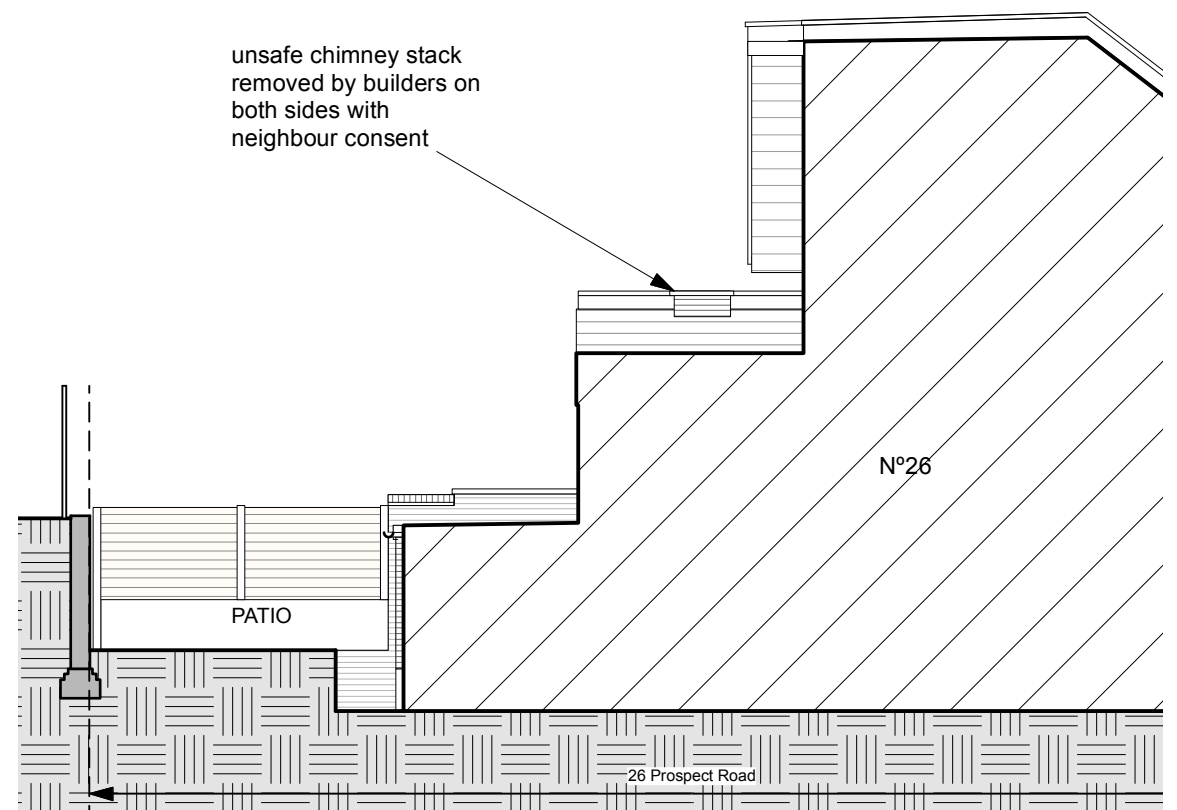 unsafe chimney stack
removed by builders on
both sides with
neighbour consent
Nº26
PATIO
26 Prospect Road